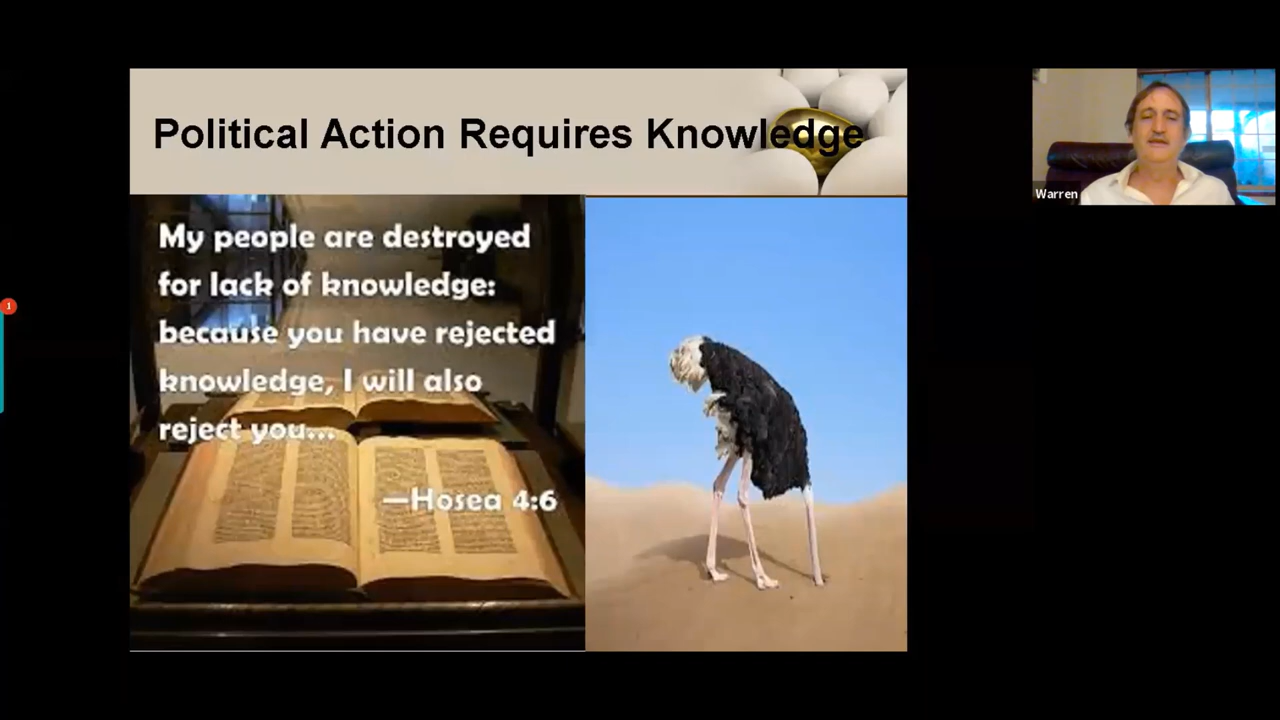 Political Action Requires Knowledge
My people are destroyed
for lack of knowledge:
because you have rejected
knowledge, I will also
reject you...
—Hosea 4:6
Warren
1